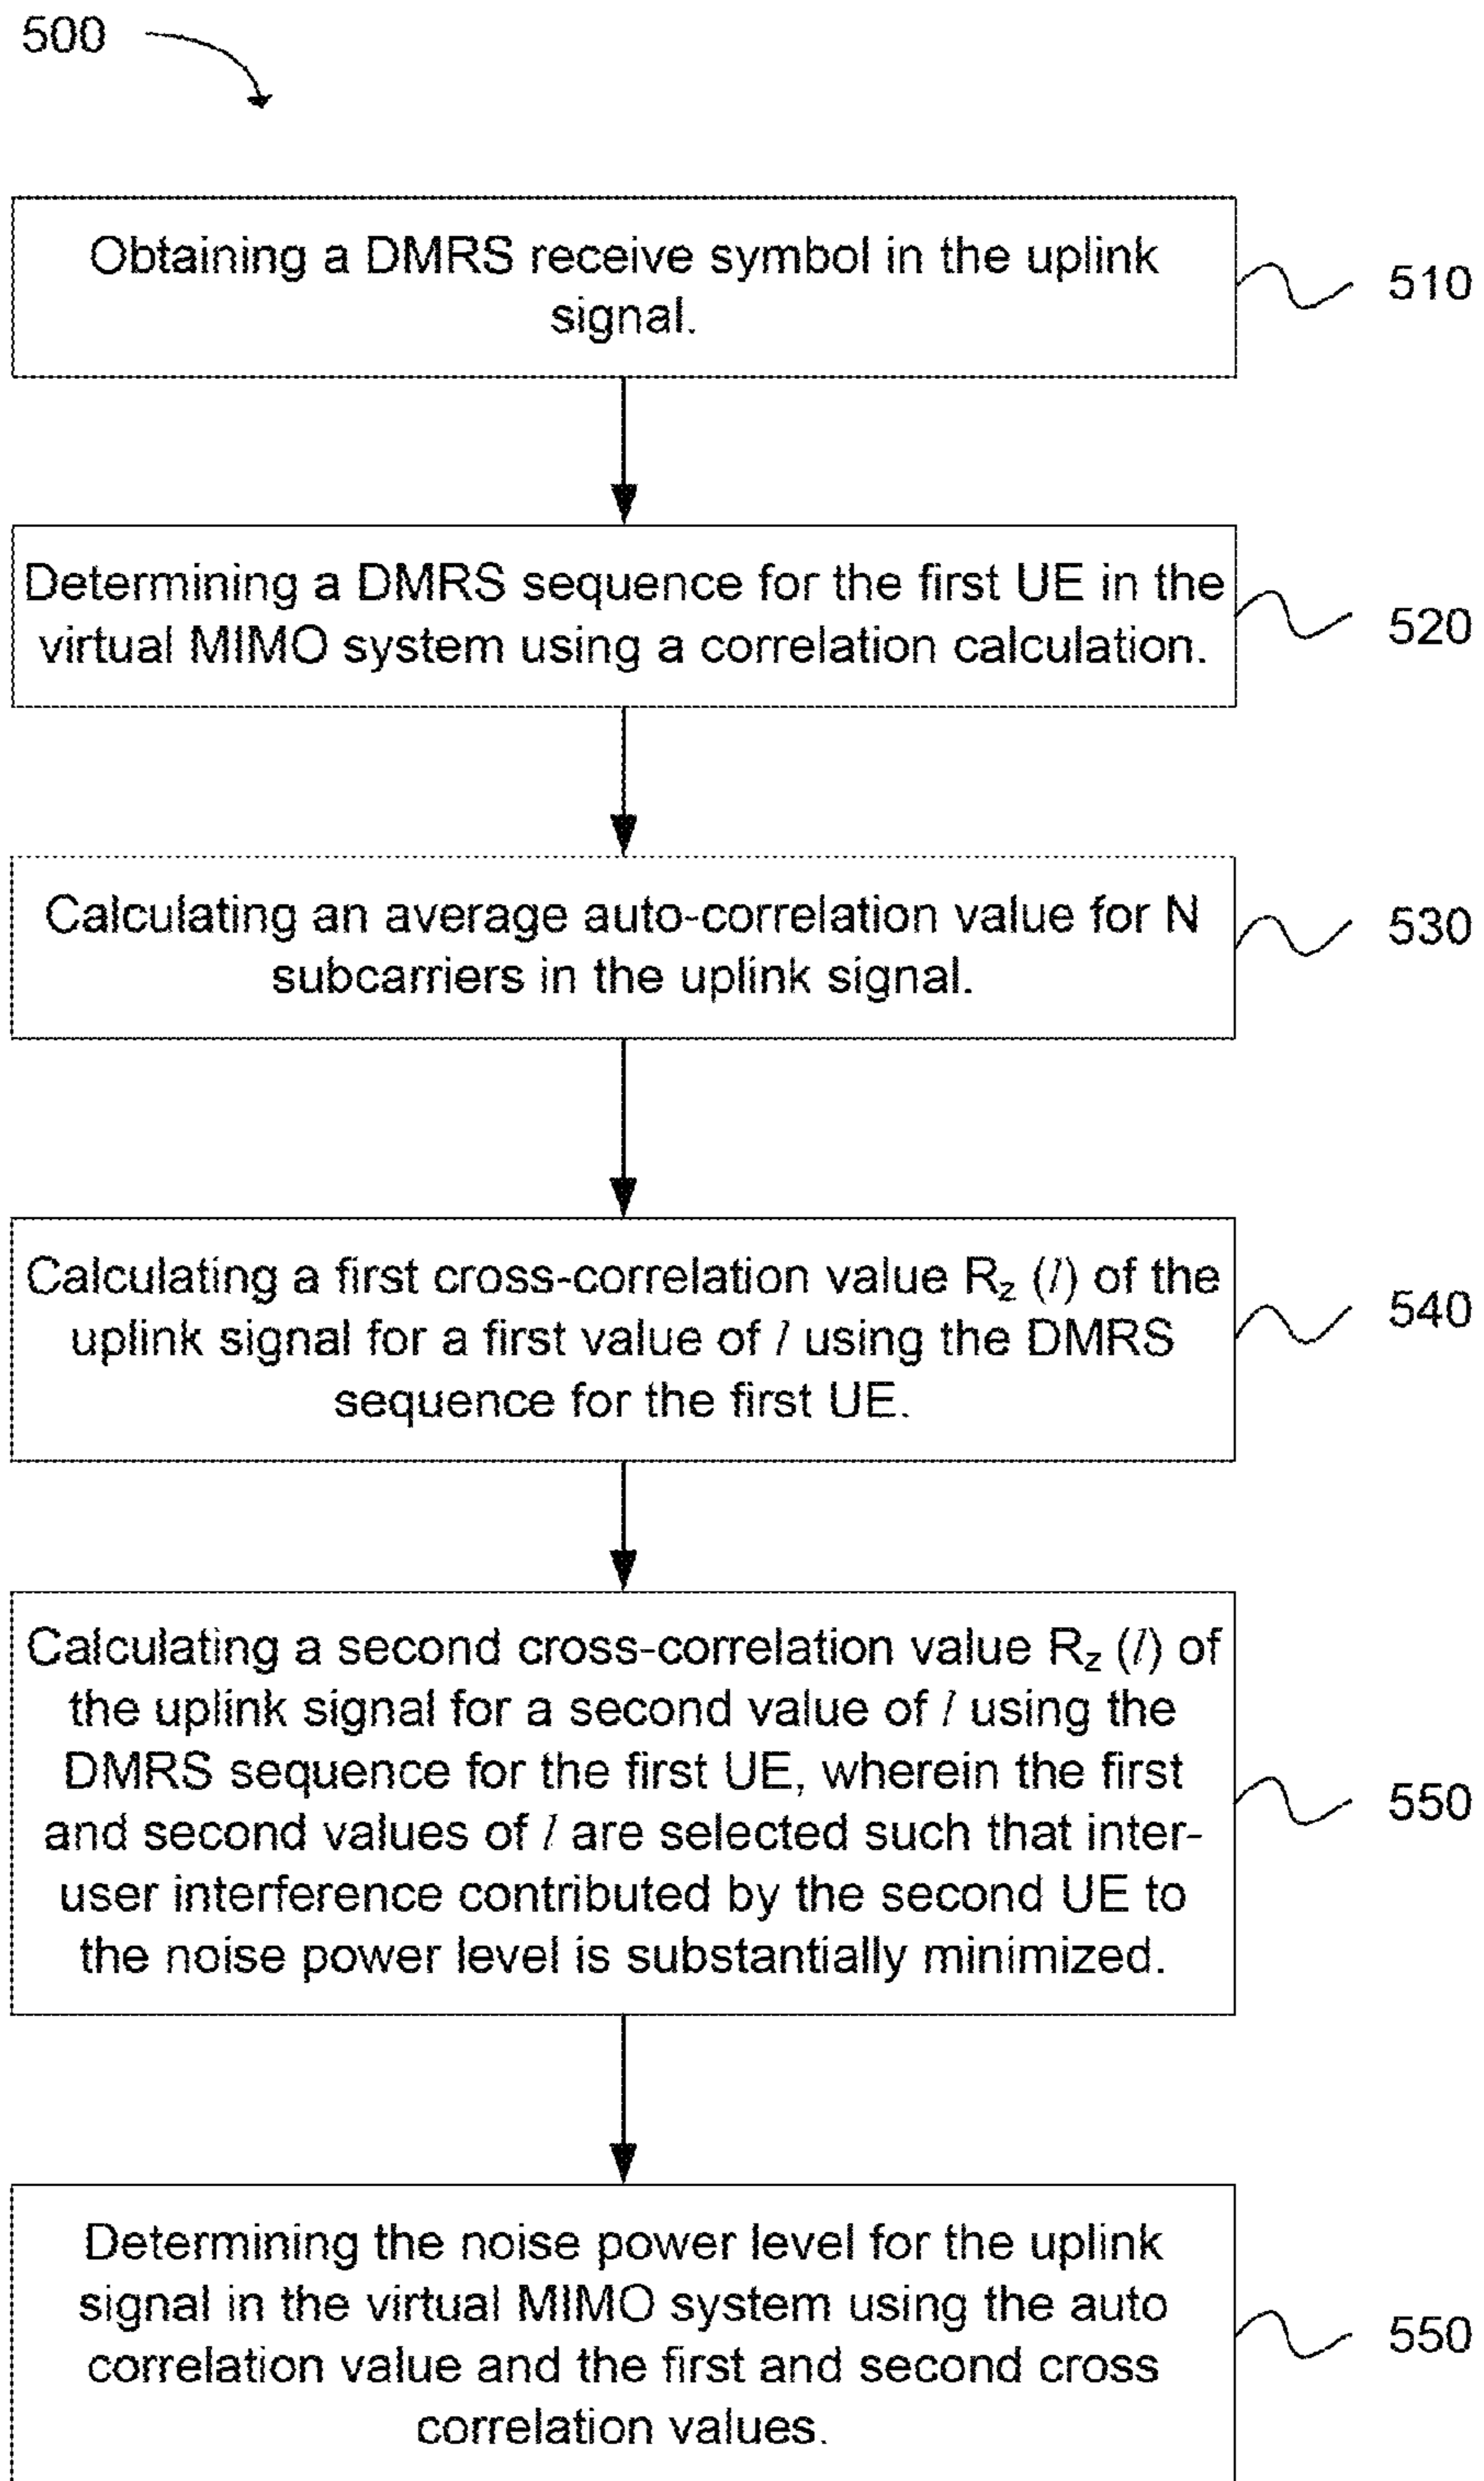 500
Obtaining a DMRS receive symbol in the uplink
signal.
510
Determining a DMRS sequence for the first UE in the
virtual MIMO system using a correlation calculation.
520
Calculating an average auto-correlation value for N
subcarriers in the uplink signal.
530
Calculating a first cross-correlation value Rz (l) of the
uplink signal for a first value of l using the DMRS
sequence for the first UE.
540
Calculating a second cross-correlation value Rz (l) of
the uplink signal for a second value of l using the
DMRS sequence for the first UE, wherein the first
and second values of l are selected such that inter-
user interference contributed by the second UE to
the noise power level is substantially minimized.
550
Determining the noise power level for the uplink
signal in the virtual MIMO system using the auto
correlation value and the first and second cross
correlation values.
550